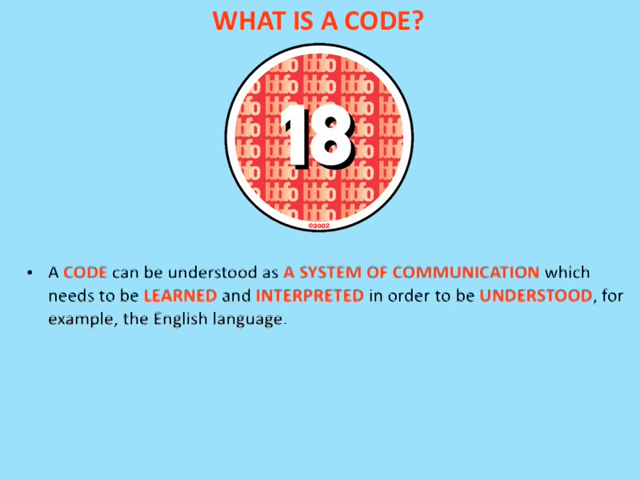 WHAT IS A CODE?
18
©2002
• A CODE can be understood as A SYSTEM OF COMMUNICATION which
needs to be LEARNED and INTERPRETED in order to be UNDERSTOOD, for
example, the English language.